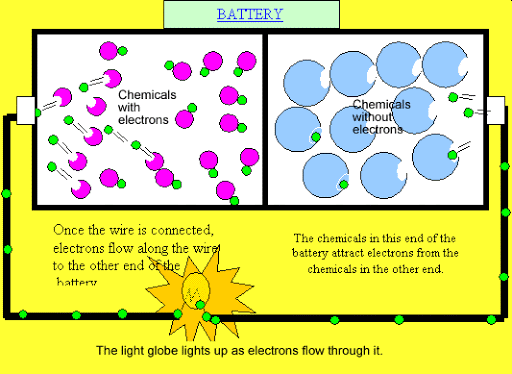 BATTERY
Chemicals
with
electrons
Chemicals
without
electrons
Once the wire is connected,
electrons flow along the wire
to the other end of the
battery
The chemicals in this end of the
battery attract electrons from the
chemicals in the other end.
The light globe lights up as electrons flow through it.